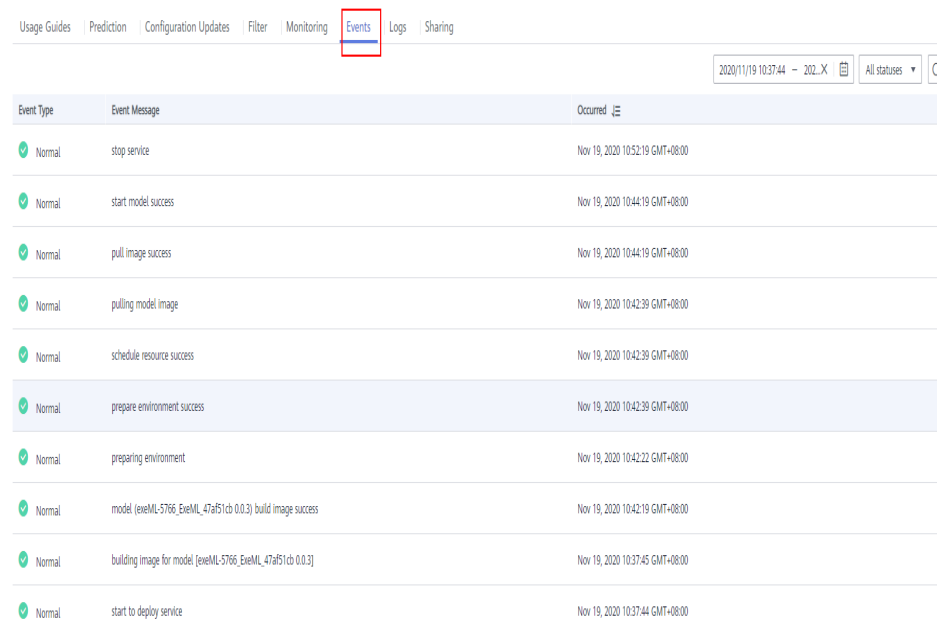 Usage Guides Prediction Configuration Updates Filter Monitoring Events Logs Sharing
2020/11/19 10:37:44 – 202...X All statuses
Event Type Event Message Occurred
Normal stop service Nov 19, 2020 10:52:19 GMT+08:00
Normal start model success Nov 19, 2020 10:44:19 GMT+08:00
Normal pull image success Nov 19, 2020 10:44:19 GMT+08:00
Normal pulling model image Nov 19, 2020 10:42:39 GMT+08:00
Normal schedule resource success Nov 19, 2020 10:42:39 GMT+08:00
Normal prepare environment success Nov 19, 2020 10:42:39 GMT+08:00
Normal preparing environment Nov 19, 2020 10:42:22 GMT+08:00
Normal model (exeML-5766_ExeML_47af51cb 0.0.3) build image success Nov 19, 2020 10:42:19 GMT+08:00
Normal building image for model [exeML-5766_ExeML_47af51cb 0.0.3] Nov 19, 2020 10:37:45 GMT+08:00
Normal start to deploy service Nov 19, 2020 10:37:44 GMT+08:00